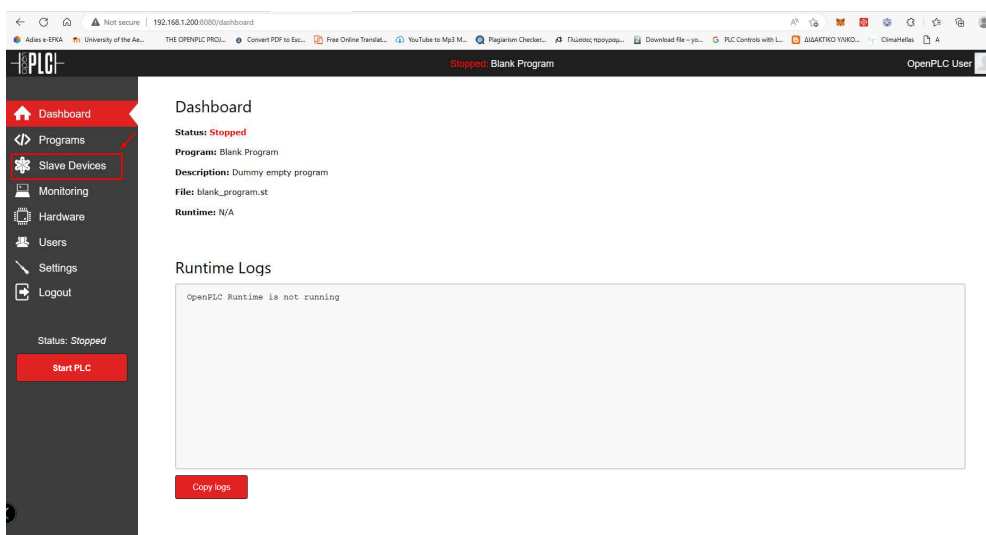 Not secure 192.168.1.200:8080/dashboard
Adies e-EFKA University of the Ae... THE OPENPLC PROJ... Convert PDF to Exc... Free Online Translat... YouTube to Mp3 M... Plagiarism Checker... Γλώσσες προγραμ... Download file – yo... PLC Controls with L... ΔΙΔΑΚΤΙΚΟ ΥΛΙΚΟ... ClimaHellas A
PLC Stopped: Blank Program OpenPLC User
Dashboard
Programs
Slave Devices
Monitoring
Hardware
Users
Settings
Logout
Status: Stopped
Start PLC
Dashboard
Status: Stopped
Program: Blank Program
Description: Dummy empty program
File: blank_program.st
Runtime: N/A
Runtime Logs
OpenPLC Runtime is not running
Copy logs